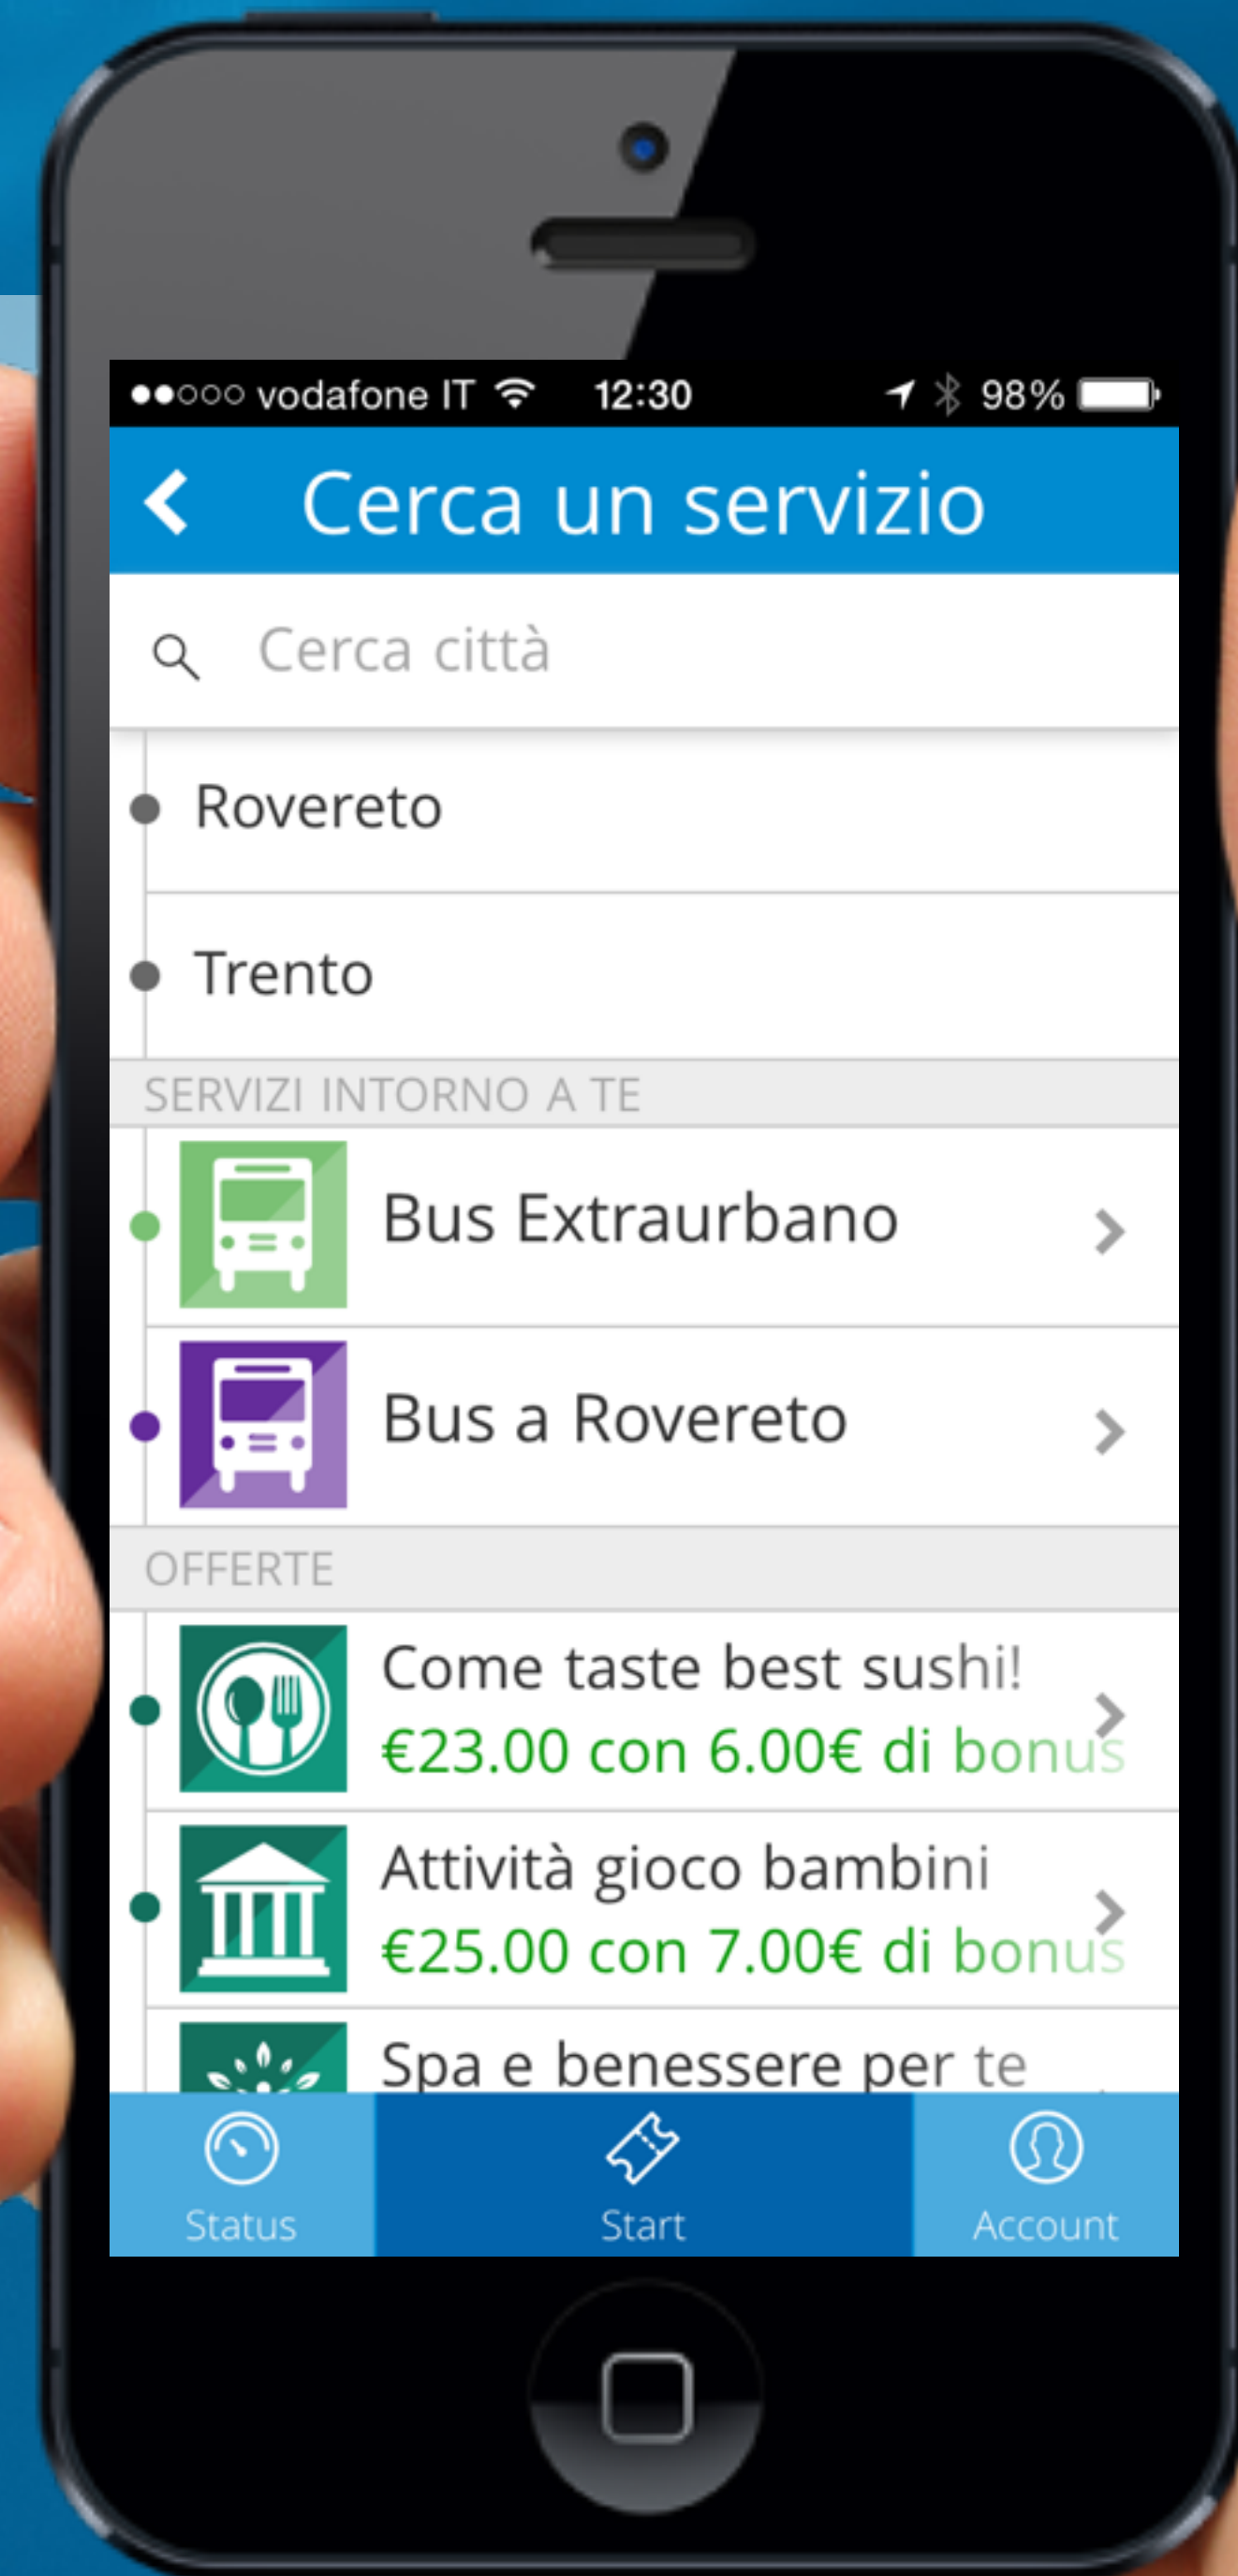 vodafone IT 12:30 98%
Cerca un servizio
Cerca città
Rovereto
Trento
SERVIZI INTORNO A TE
Bus Extraurbano
Bus a Rovereto
OFFERTE
Come taste best sushi!
€23.00 con 6.00€ di bonus
Attività gioco bambini
€25.00 con 7.00€ di bonus
Spa e benessere per te
Status
Start
Account